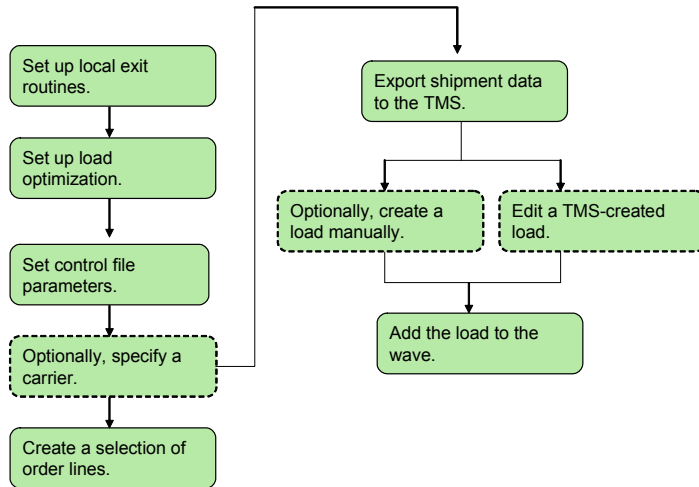 Set up local exit
routines.
Set up load
optimization.
Set control file
parameters.
Optionally, specify a
carrier.
Create a selection of
order lines.
Export shipment data
to the TMS.
Optionally, create a
load manually.
Edit a TMS-created
load.
Add the load to the
wave.